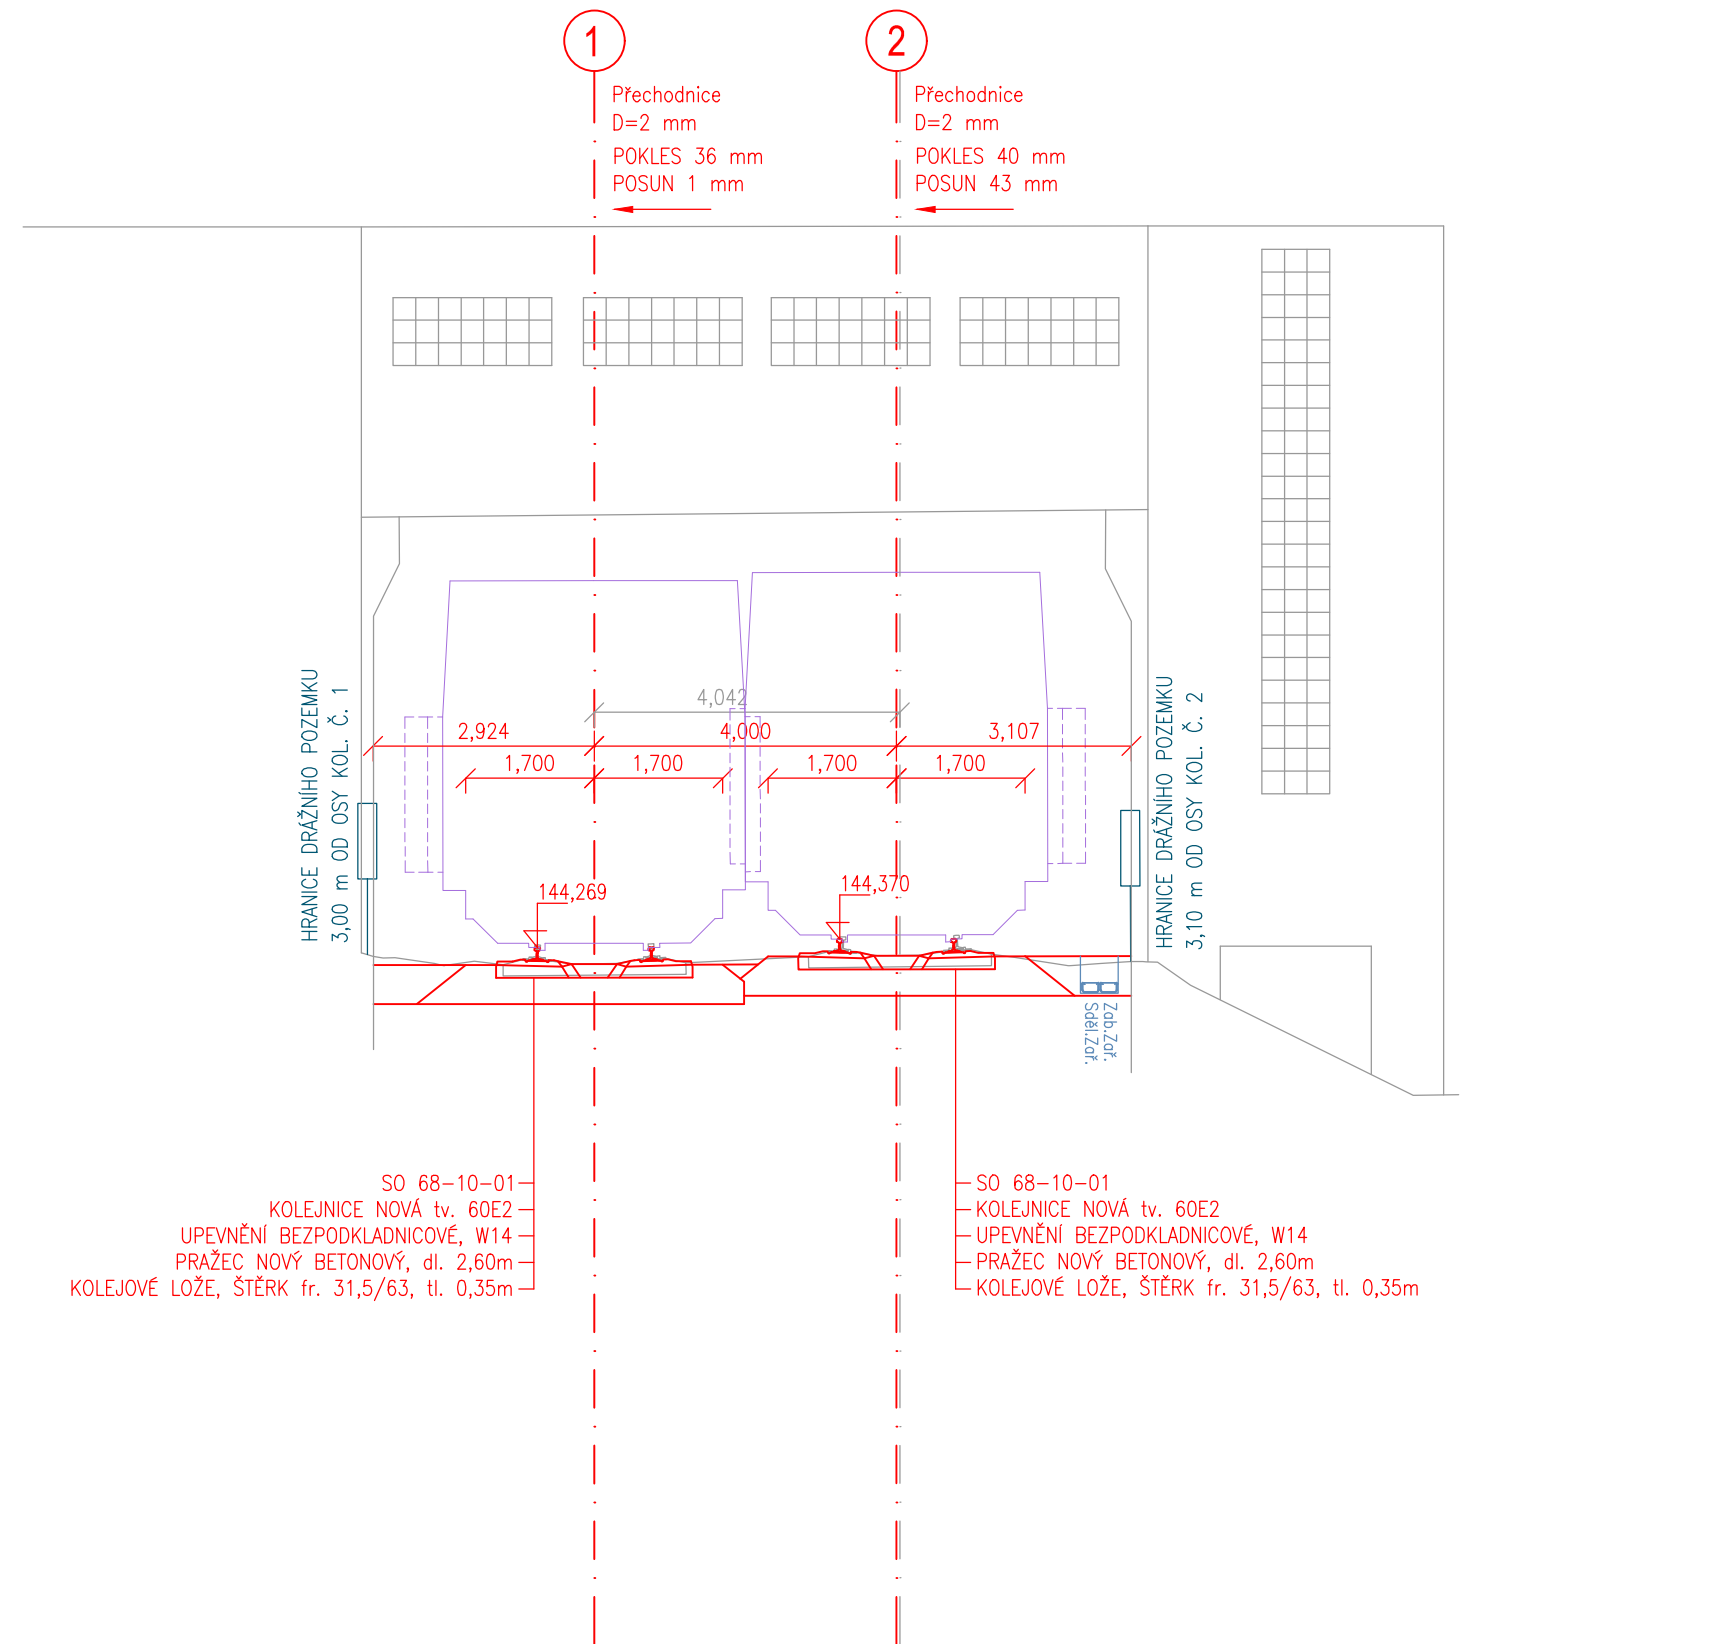 1
2
Přechodnice
D=2 mm
POKLES 36 mm
POSUN 1 mm
Přechodnice
D=2 mm
POKLES 40 mm
POSUN 43 mm
4,042
2,924
4,000
3,107
1,700
1,700
1,700
1,700
HRANICE DRÁŽNÍHO POZEMKU
3,00 m OD OSY KOL. Č. 1
HRANICE DRÁŽNÍHO POZEMKU
3,10 m OD OSY KOL. Č. 2
144,269
144,370
Zab.Zař.
Sděl.Zař.
SO 68-10-01
KOLEJNICE NOVÁ tv. 60E2
UPEVNĚNÍ BEZPODKLADNICOVÉ, W14
PRAŽEC NOVÝ BETONOVÝ, dl. 2,60m
KOLEJOVÉ LOŽE, ŠTĚRK fr. 31,5/63, tl. 0,35m
SO 68-10-01
KOLEJNICE NOVÁ tv. 60E2
UPEVNĚNÍ BEZPODKLADNICOVÉ, W14
PRAŽEC NOVÝ BETONOVÝ, dl. 2,60m
KOLEJOVÉ LOŽE, ŠTĚRK fr. 31,5/63, tl. 0,35m